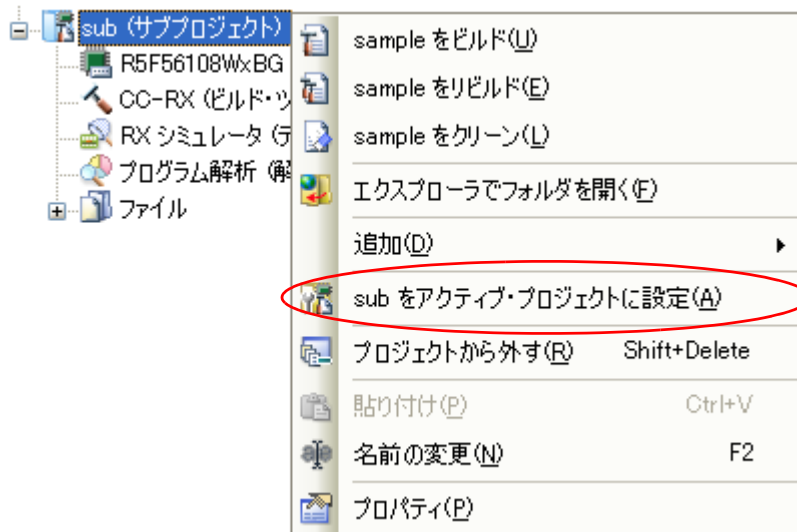 sub (サブプロジェクト)
R5F56108WxBG
CC-RX (ビルド・ツ
RX シミュレータ (デ
プログラム解析 (解
ファイル
sample をビルド(U)
sample をリビルド(E)
sample をクリーン(L)
エクスプローラでフォルダを開く(F)
追加(D)
sub をアクティブ・プロジェクトに設定(A)
プロジェクトから外す(R) Shift+Delete
貼り付け(P) Ctrl+V
名前の変更(N) F2
プロパティ(P)